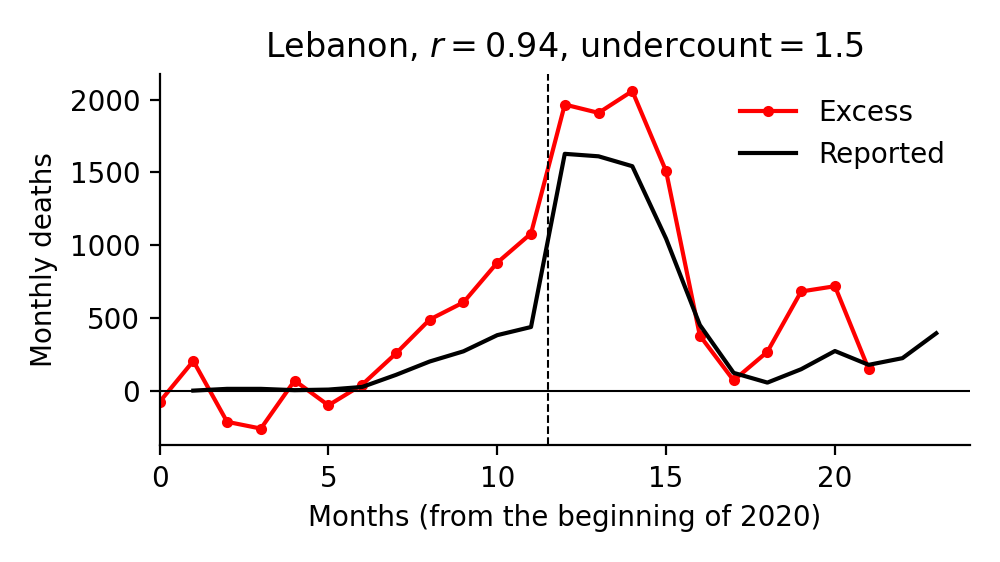 Lebanon, r = 0.94, undercount = 1.5
Monthly deaths
2000
1500
1000
500
0
Excess
Reported
0 5 10 15 20
Months (from the beginning of 2020)